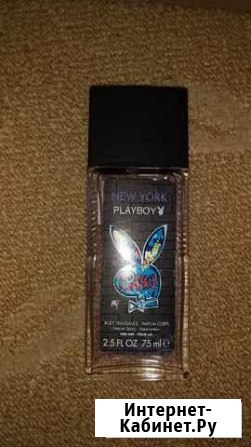 NEW YORK
PLAYBOY
BODY FRAGRANCE · PARFUM CORPS
2.5 FL OZ 75 ml e
Интернет-
Кабинет.Ру